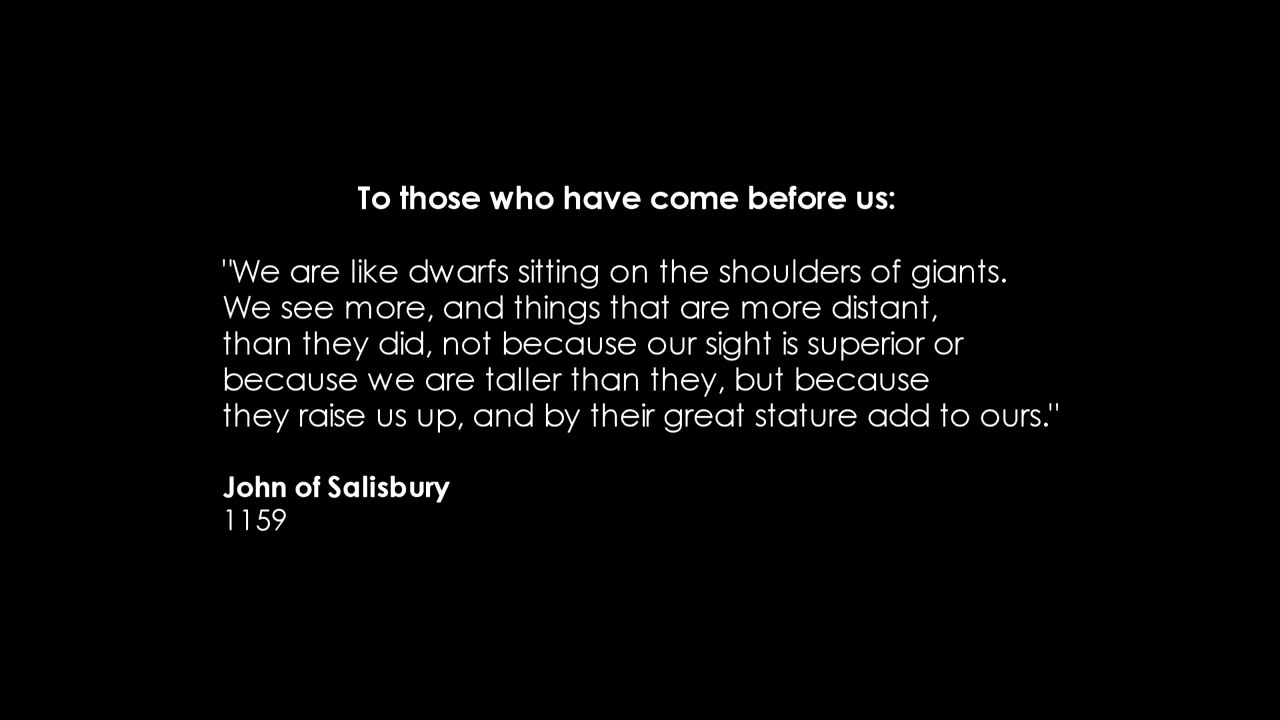 To those who have come before us:
"We are like dwarfs sitting on the shoulders of giants.
We see more, and things that are more distant,
than they did, not because our sight is superior or
because we are taller than they, but because
they raise us up, and by their great stature add to ours."
John of Salisbury
1159